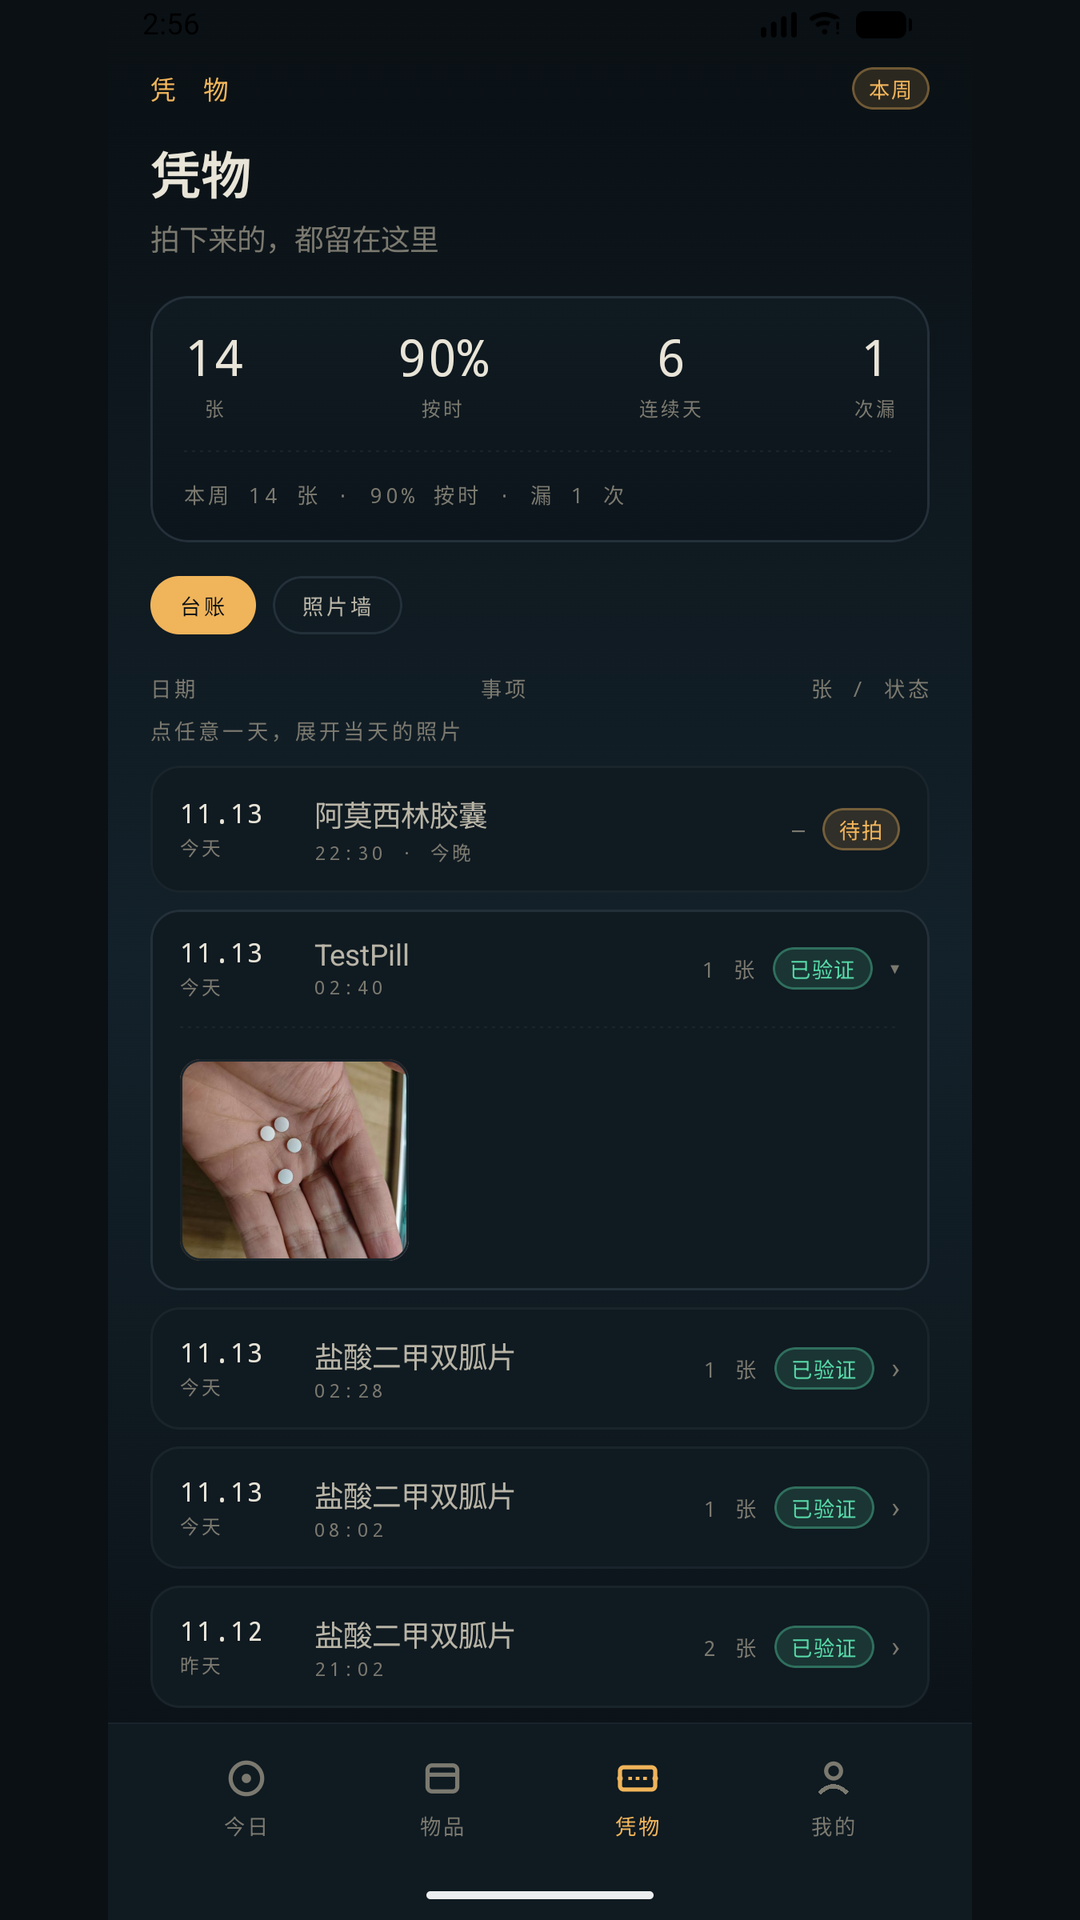 2:56
凭 物
本周
凭物
拍下来的，都留在这里
14 90% 6 1
张 按时 连续天 次漏
本周 14 张 · 90% 按时 · 漏 1 次
台账 照片墙
日期 事项 张 / 状态
点任意一天，展开当天的照片
11.13 阿莫西林胶囊 — 待拍
今天 22:30 · 今晚
11.13 TestPill 1 张 已验证 ▾
今天 02:40
11.13 盐酸二甲双胍片 1 张 已验证 ›
今天 02:28
11.13 盐酸二甲双胍片 1 张 已验证 ›
今天 08:02
11.12 盐酸二甲双胍片 2 张 已验证 ›
昨天 21:02
今日 物品 凭物 我的